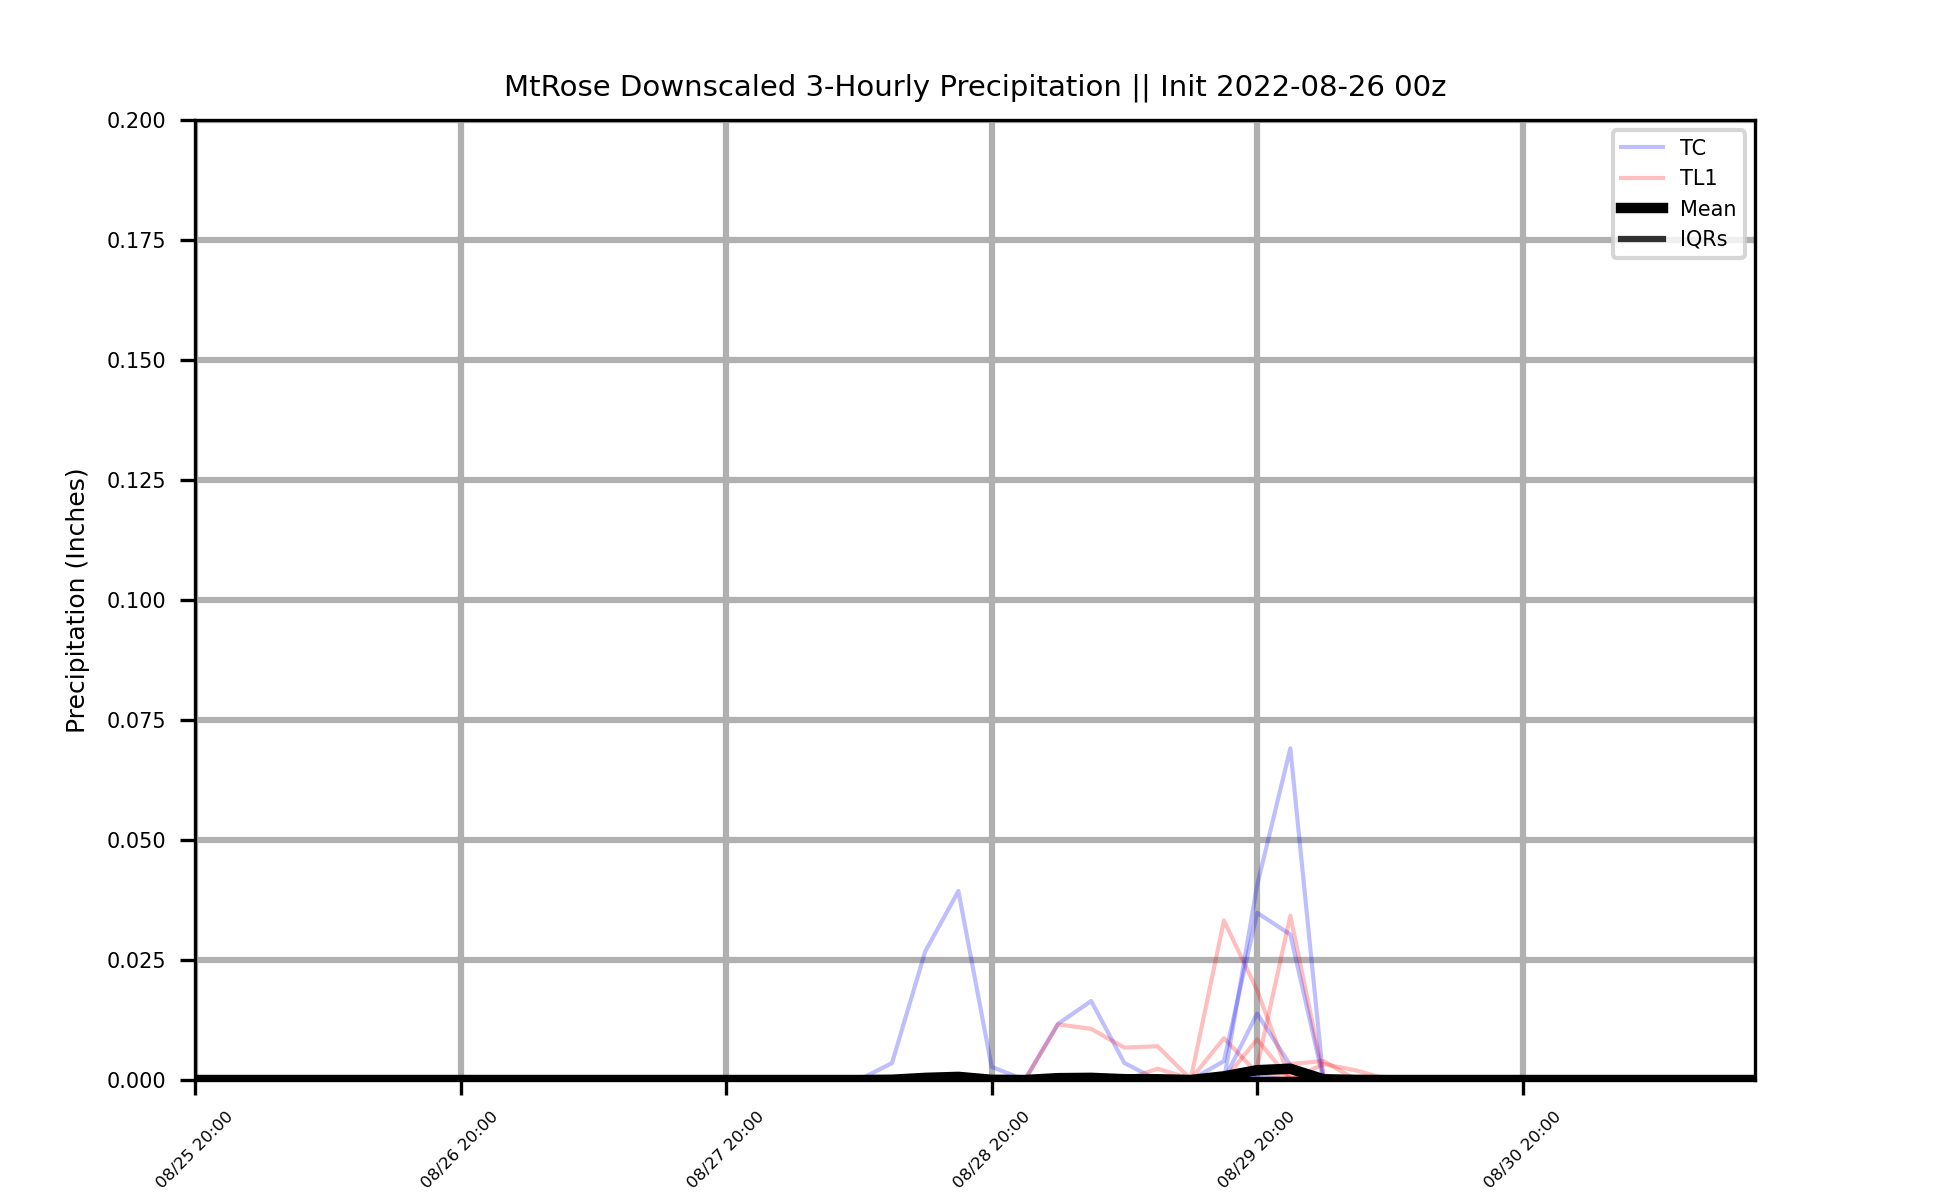 MtRose Downscaled 3-Hourly Precipitation || Init 2022-08-26 00z
Precipitation (Inches)
0.200
0.175
0.150
0.125
0.100
0.075
0.050
0.025
0.000
TC
TL1
Mean
IQRs
08/25 20:00
08/26 20:00
08/27 20:00
08/28 20:00
08/29 20:00
08/30 20:00